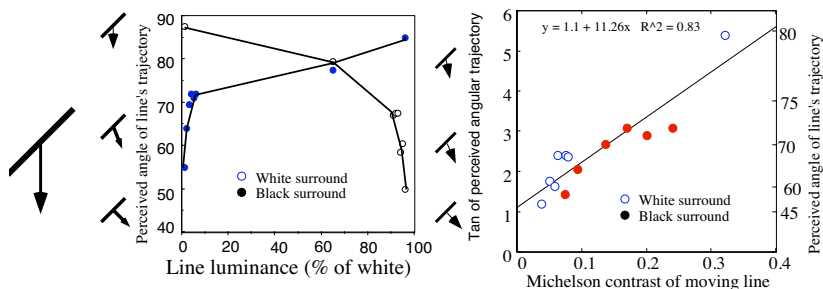 Perceived angle of line's trajectory
90
80
70
60
50
40
White surround
Black surround
0
20
40
60
80
100
Line luminance (% of white)
Tan of perceived angular trajectory
6
5
4
3
2
1
0
y = 1.1 + 11.26x R^2 = 0.83
White surround
Black surround
0
0.1
0.2
0.3
0.4
Michelson contrast of moving line
80
75
70
60
45
Perceived angle of line's trajectory